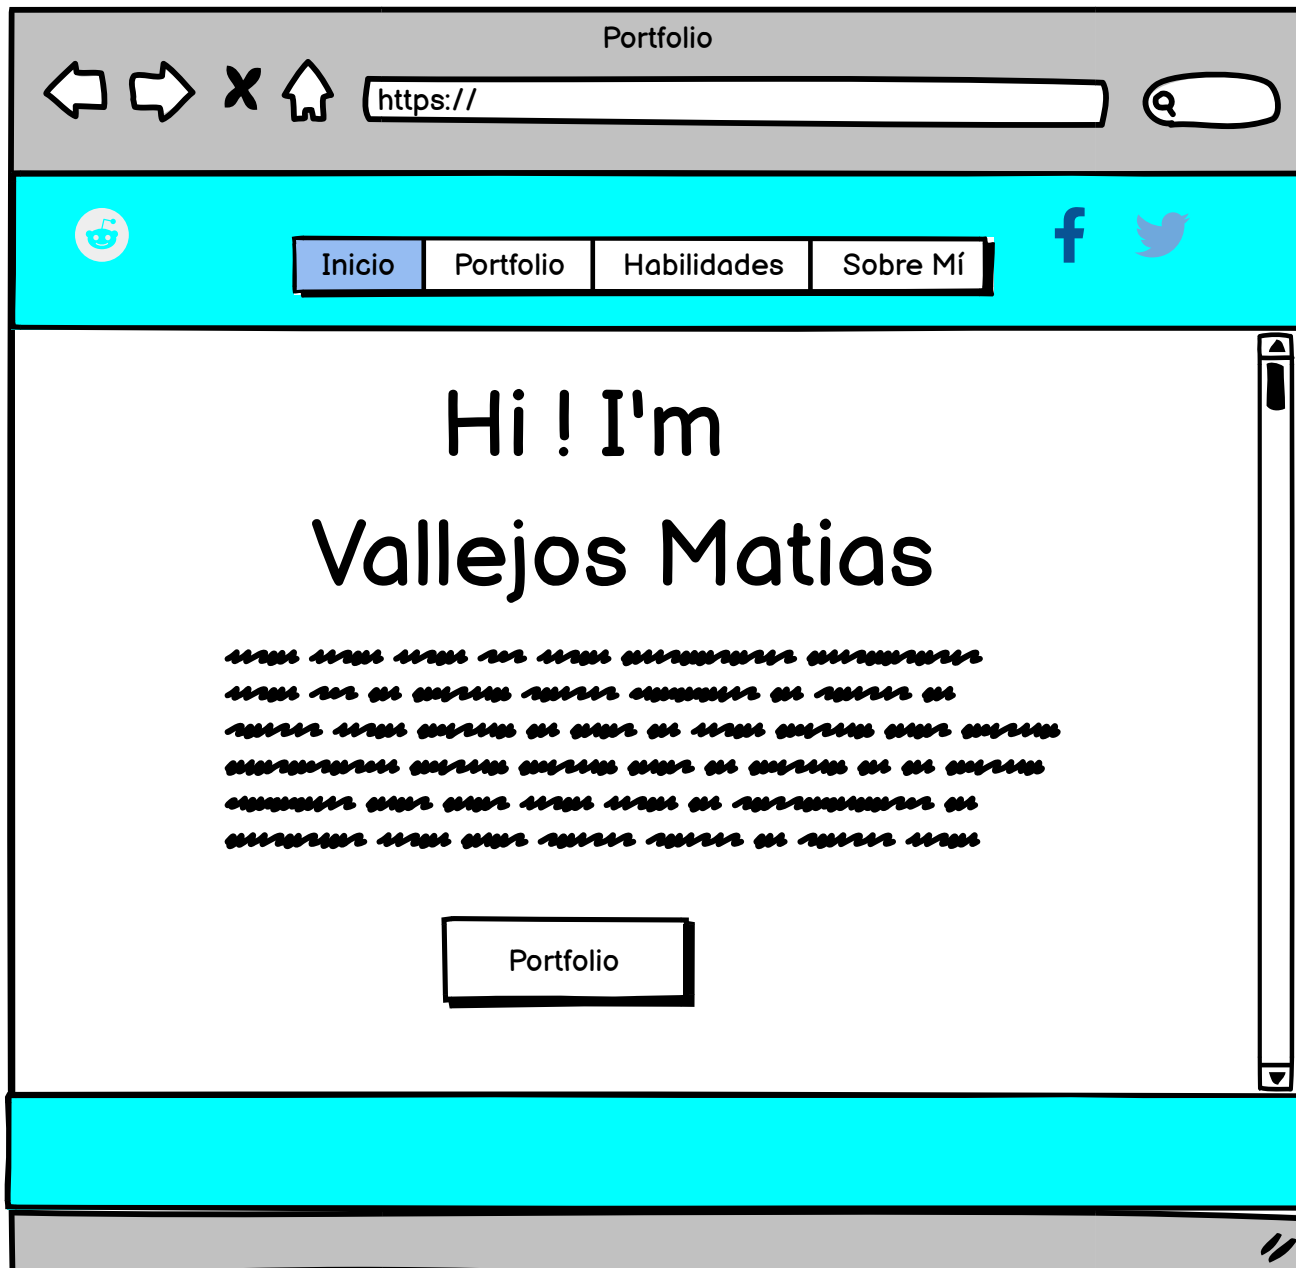 Portfolio
https://
Inicio Portfolio Habilidades Sobre Mí
Hi ! I'm
Vallejos Matias
Portfolio